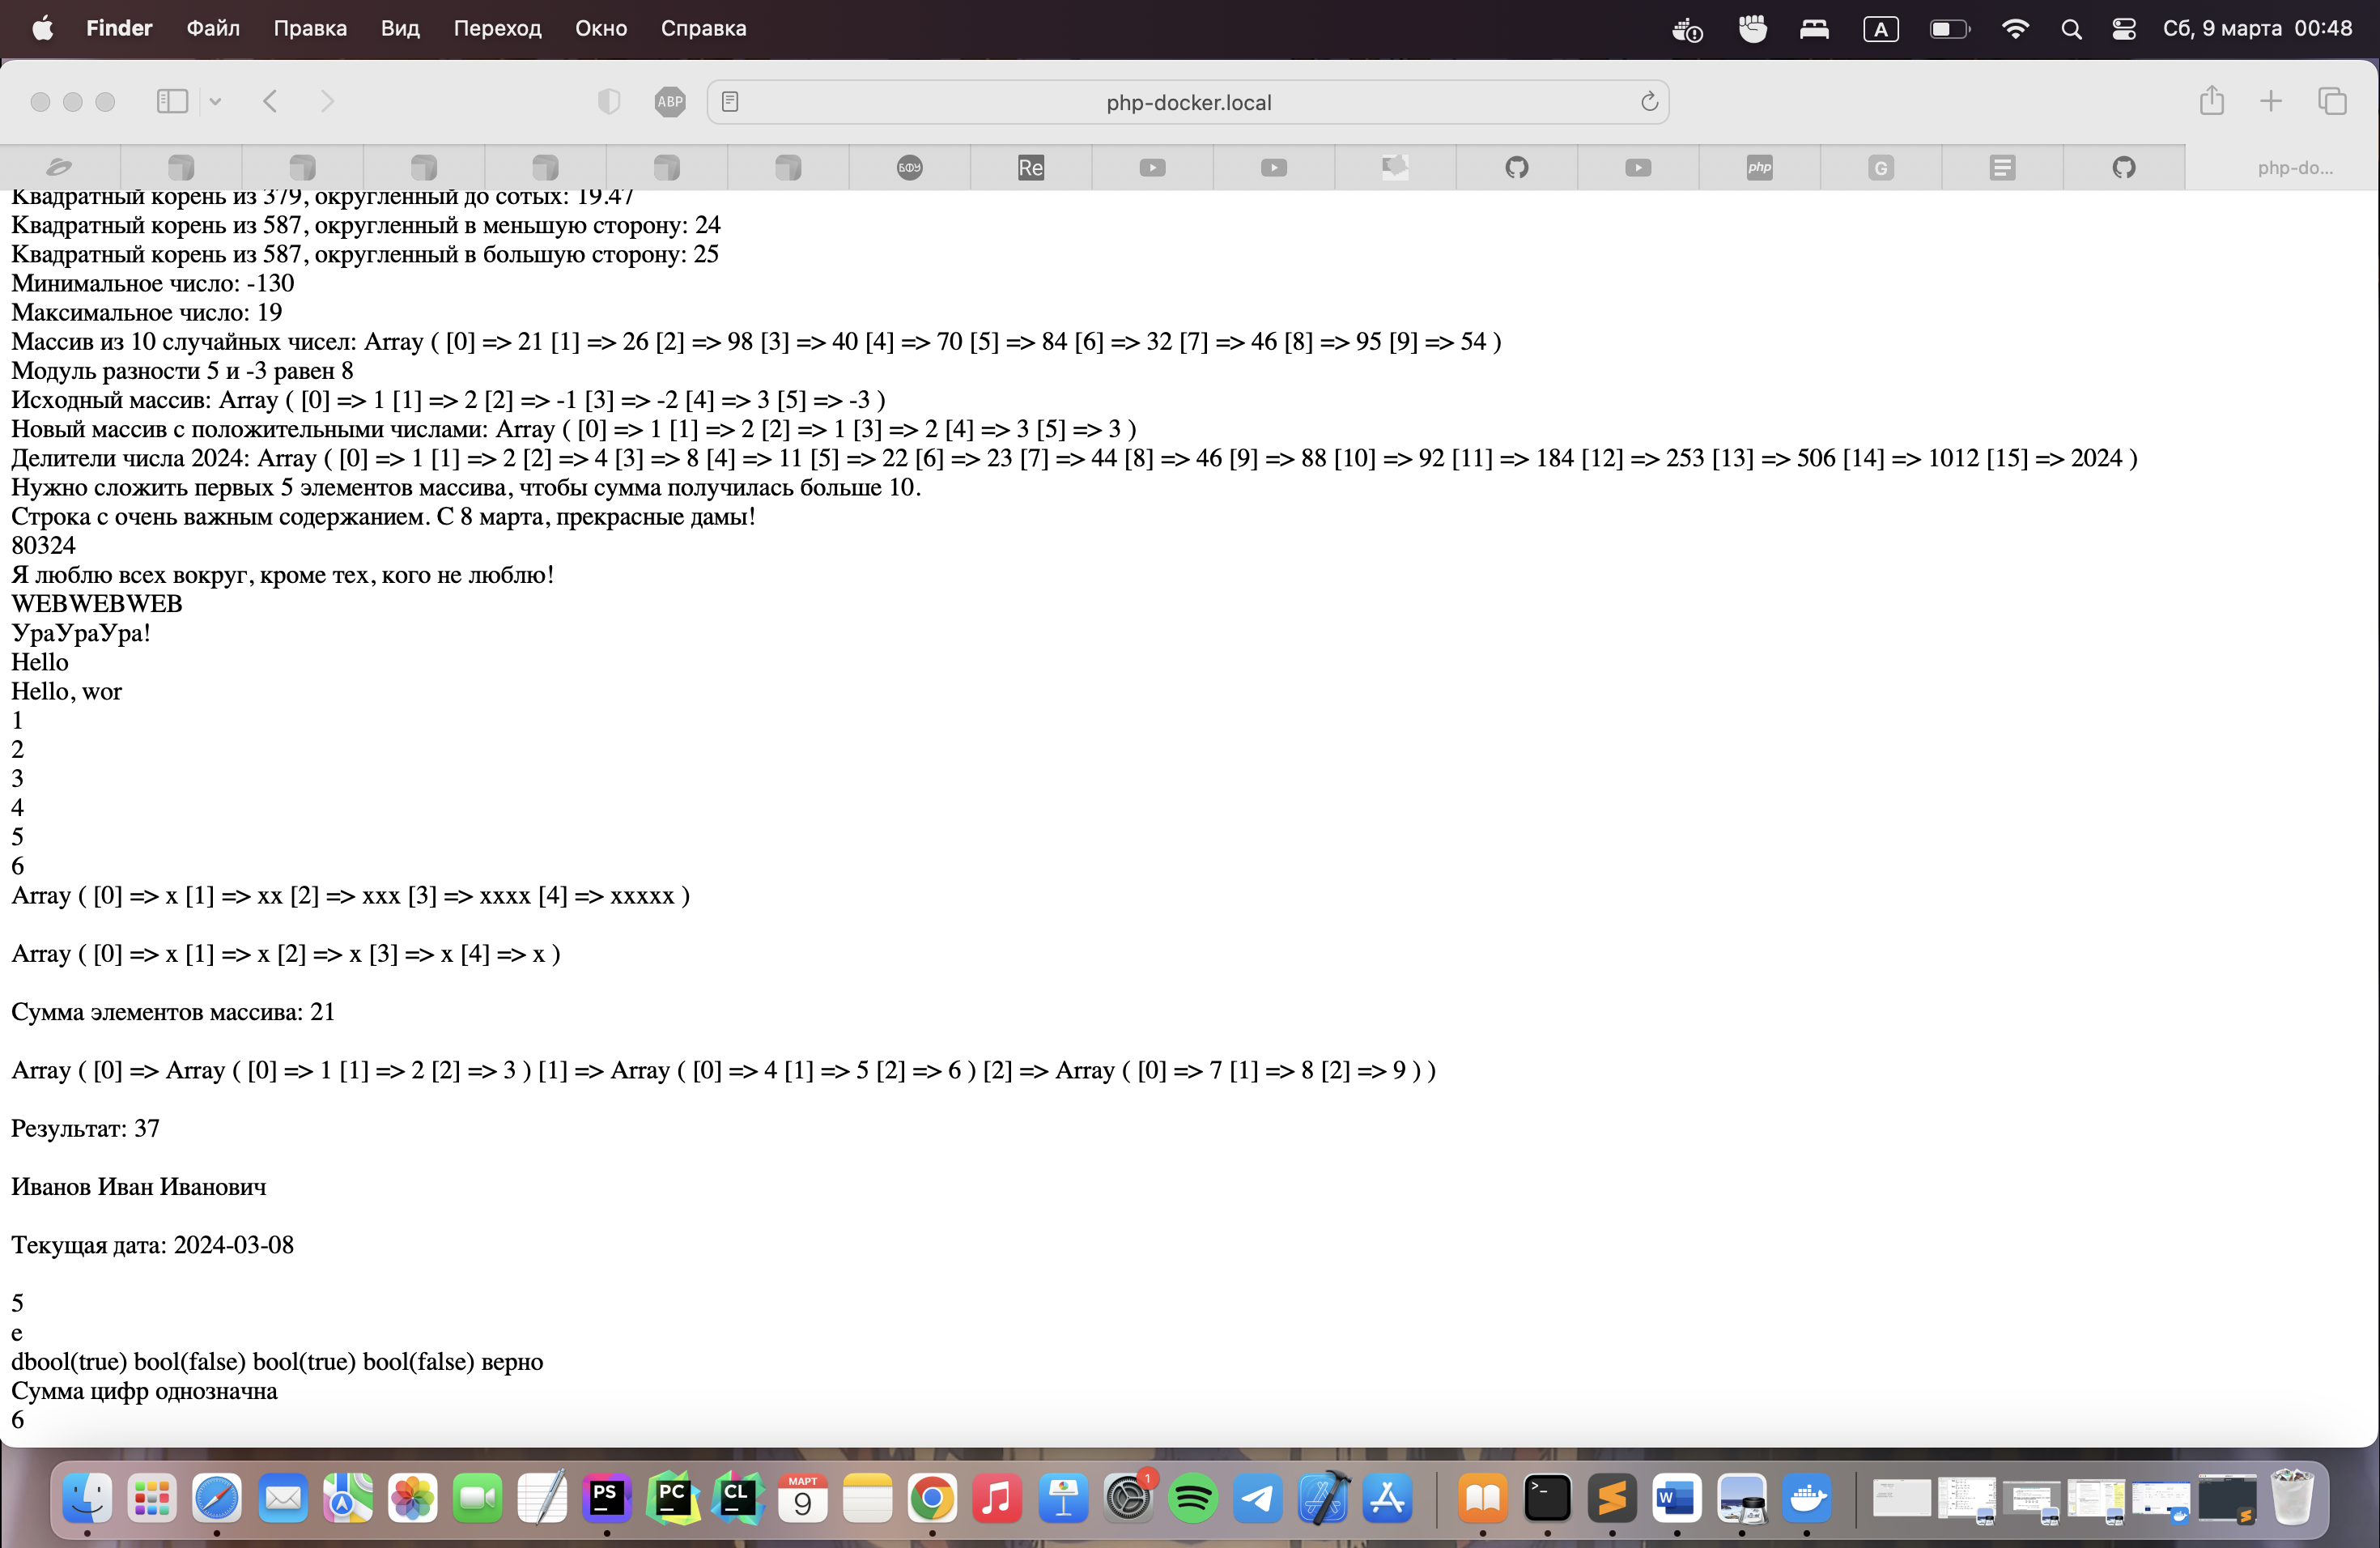 Finder Файл Правка Вид Переход Окно Справка A Сб, 9 марта 00:48
ABP php-docker.local
БФУ Re php G php-do...
Квадратный корень из 379, округленный до сотых: 19.47
Квадратный корень из 587, округленный в меньшую сторону: 24
Квадратный корень из 587, округленный в большую сторону: 25
Минимальное число: -130
Максимальное число: 19
Массив из 10 случайных чисел: Array ( [0] => 21 [1] => 26 [2] => 98 [3] => 40 [4] => 70 [5] => 84 [6] => 32 [7] => 46 [8] => 95 [9] => 54 )
Модуль разности 5 и -3 равен 8
Исходный массив: Array ( [0] => 1 [1] => 2 [2] => -1 [3] => -2 [4] => 3 [5] => -3 )
Новый массив с положительными числами: Array ( [0] => 1 [1] => 2 [2] => 1 [3] => 2 [4] => 3 [5] => 3 )
Делители числа 2024: Array ( [0] => 1 [1] => 2 [2] => 4 [3] => 8 [4] => 11 [5] => 22 [6] => 23 [7] => 44 [8] => 46 [9] => 88 [10] => 92 [11] => 184 [12] => 253 [13] => 506 [14] => 1012 [15] => 2024 )
Нужно сложить первых 5 элементов массива, чтобы сумма получилась больше 10.
Строка с очень важным содержанием. С 8 марта, прекрасные дамы!
80324
Я люблю всех вокруг, кроме тех, кого не люблю!
WEBWEBWEB
УраУраУра!
Hello
Hello, wor
1
2
3
4
5
6
Array ( [0] => x [1] => xx [2] => xxx [3] => xxxx [4] => xxxxx )
Array ( [0] => x [1] => x [2] => x [3] => x [4] => x )
Сумма элементов массива: 21
Array ( [0] => Array ( [0] => 1 [1] => 2 [2] => 3 ) [1] => Array ( [0] => 4 [1] => 5 [2] => 6 ) [2] => Array ( [0] => 7 [1] => 8 [2] => 9 ) )
Результат: 37
Иванов Иван Иванович
Текущая дата: 2024-03-08
5
e
dbool(true) bool(false) bool(true) bool(false) верно
Сумма цифр однозначна
6
PS PC CL МАРТ 9 1 >_ W